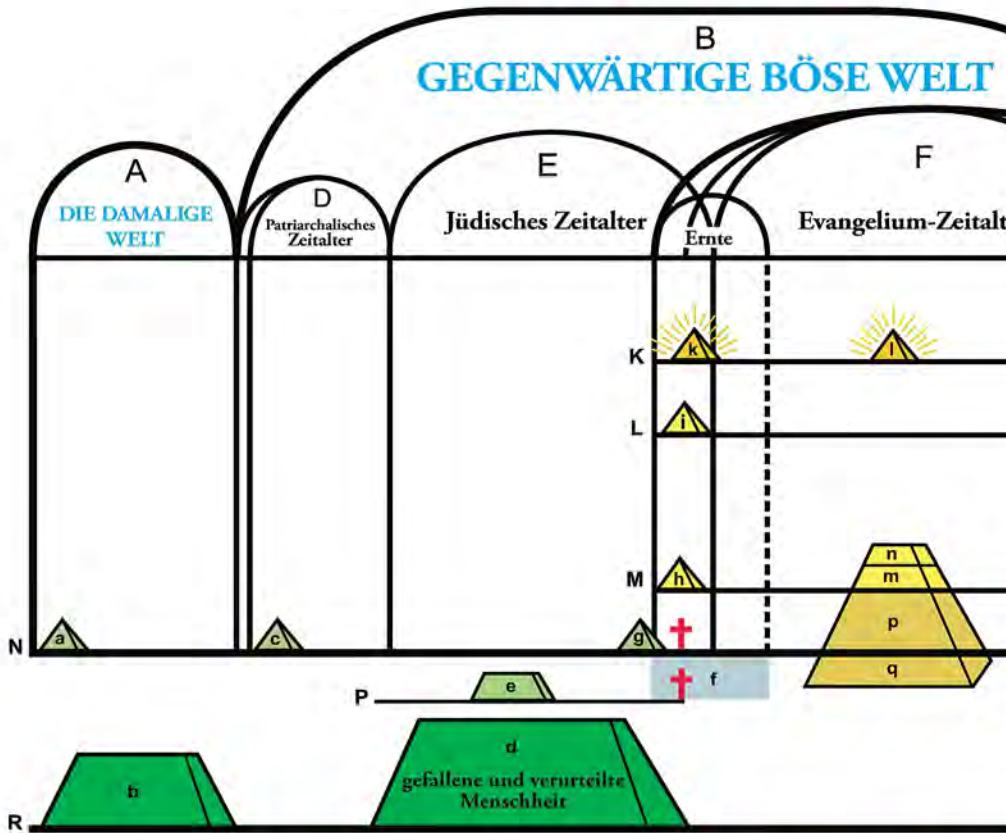 B
GEGENWÄRTIGE BÖSE WELT
A
DIE DAMALIGE
WELT
D
Patriarchalisches
Zeitalter
E
Jüdisches Zeitalter
Ernte
F
Evangelium-Zeitalt
K
k
l
L
i
M
h
n
m
p
q
N
a
c
g
f
P
e
R
b
d
gefallene und verurteilte
Menschheit